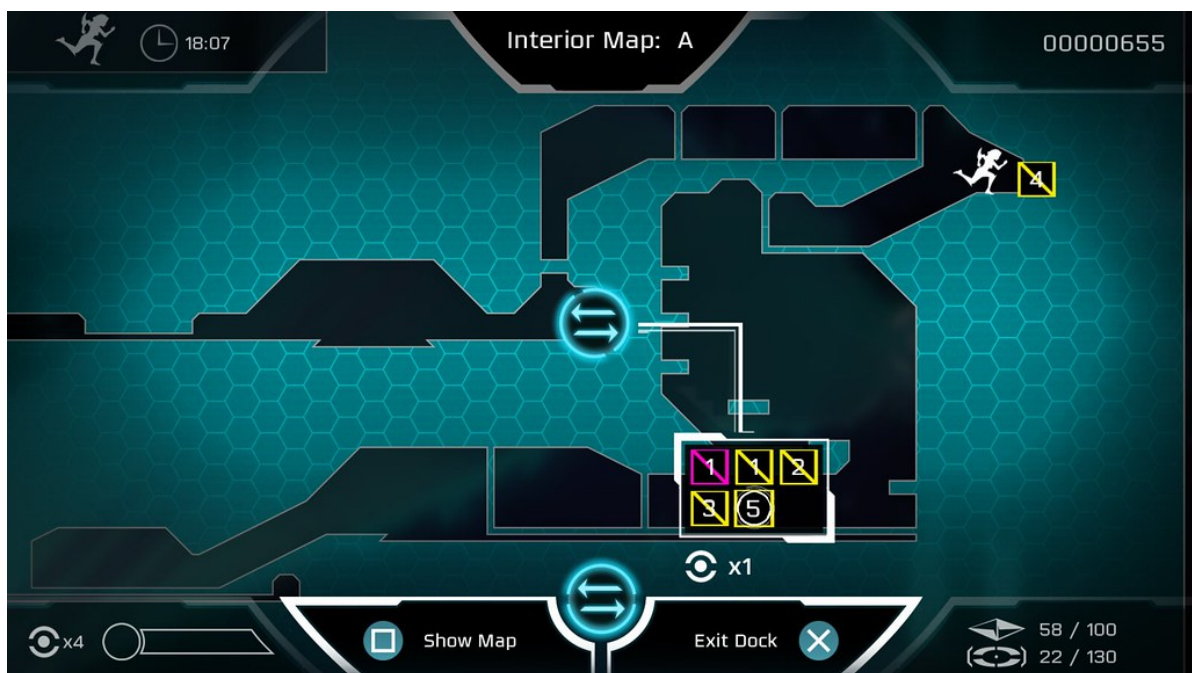 18:07
Interior Map: A
00000655
4
1 1 2
3 5
x1
x4
Show Map
Exit Dock
58 / 100
22 / 130